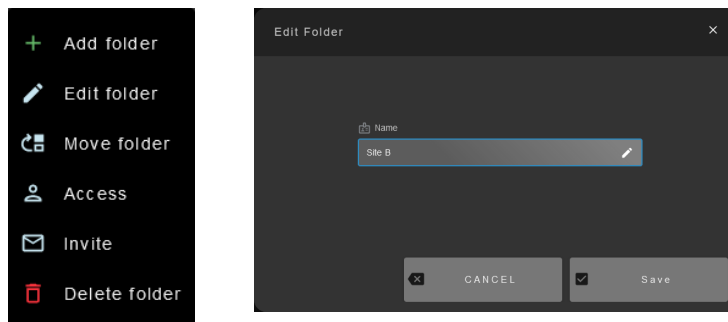 Add folder
Edit folder
Move folder
Access
Invite
Delete folder
Edit Folder
Name
Site B
CANCEL
Save